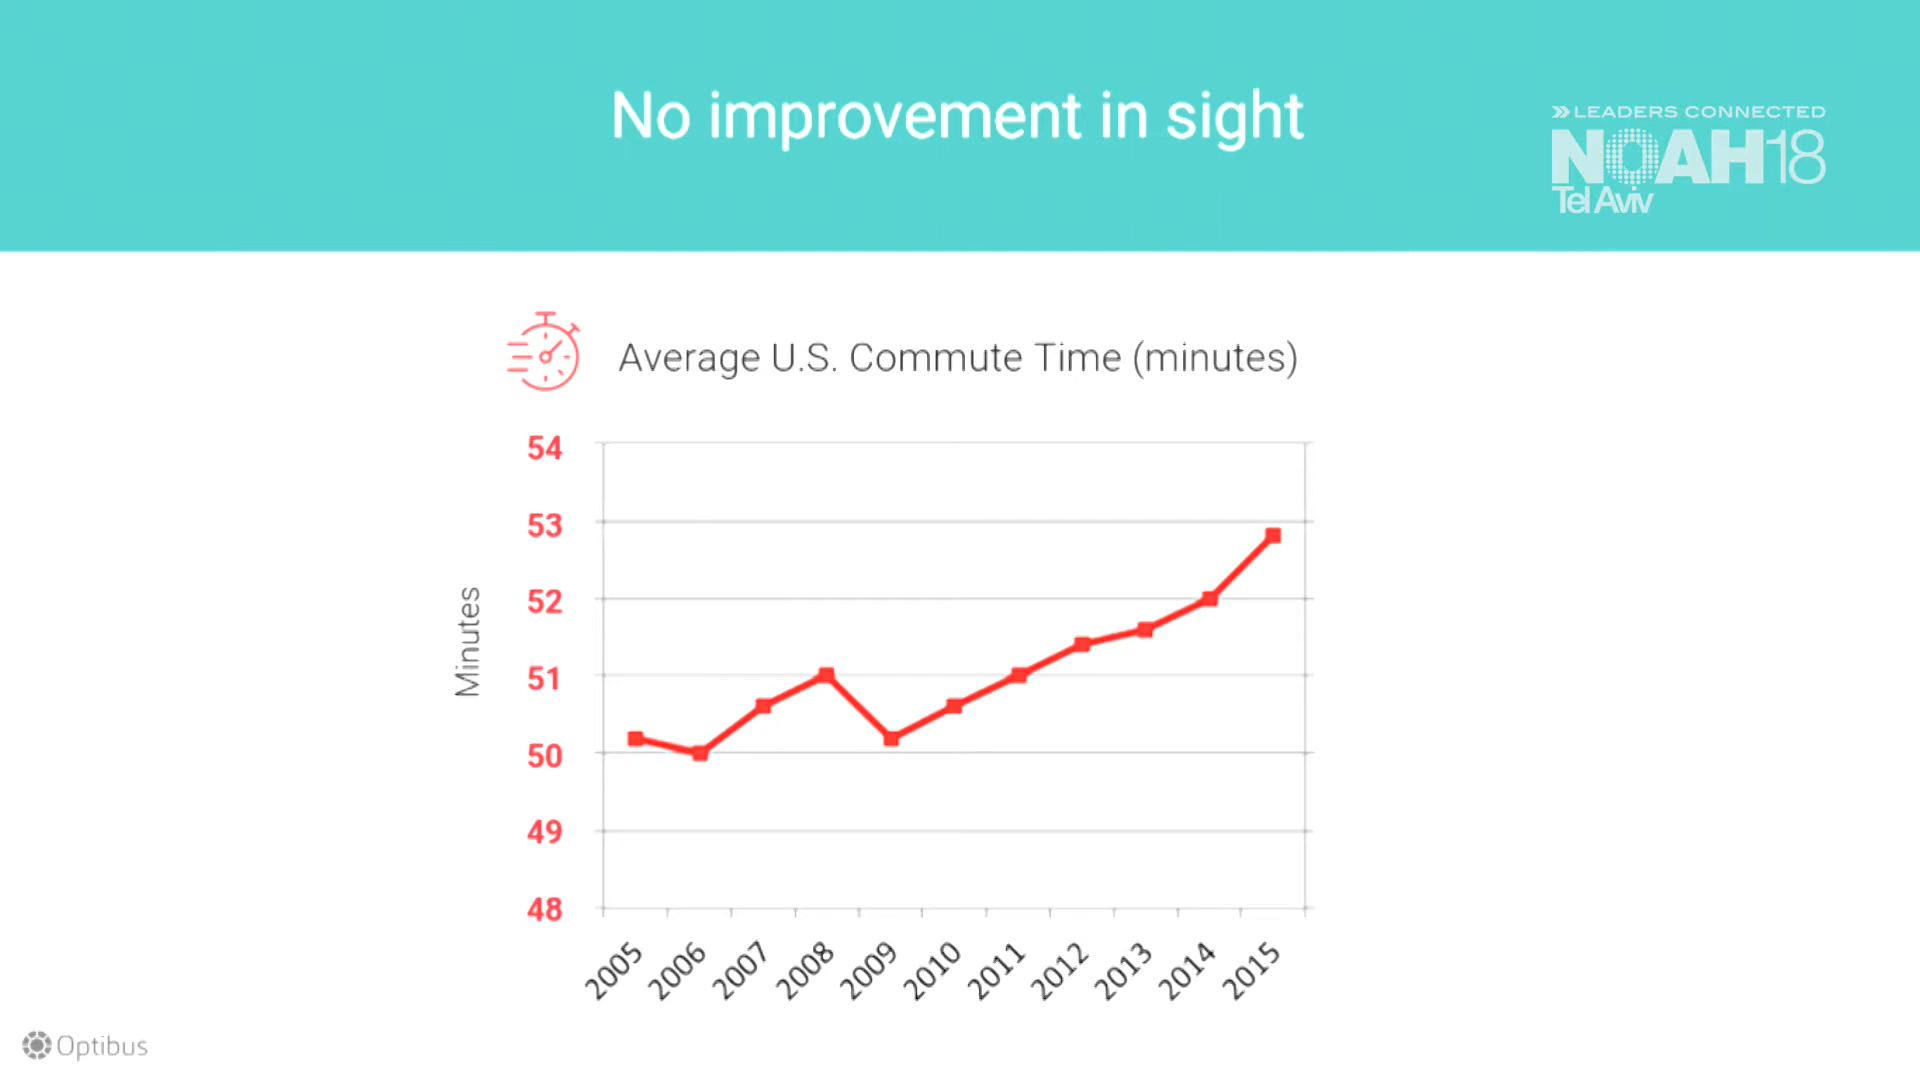 No improvement in sight
LEADERS CONNECTED
NOAH18
Tel Aviv
Average U.S. Commute Time (minutes)
54
53
52
51
50
49
48
Minutes
2005
2006
2007
2008
2009
2010
2011
2012
2013
2014
2015
Optibus